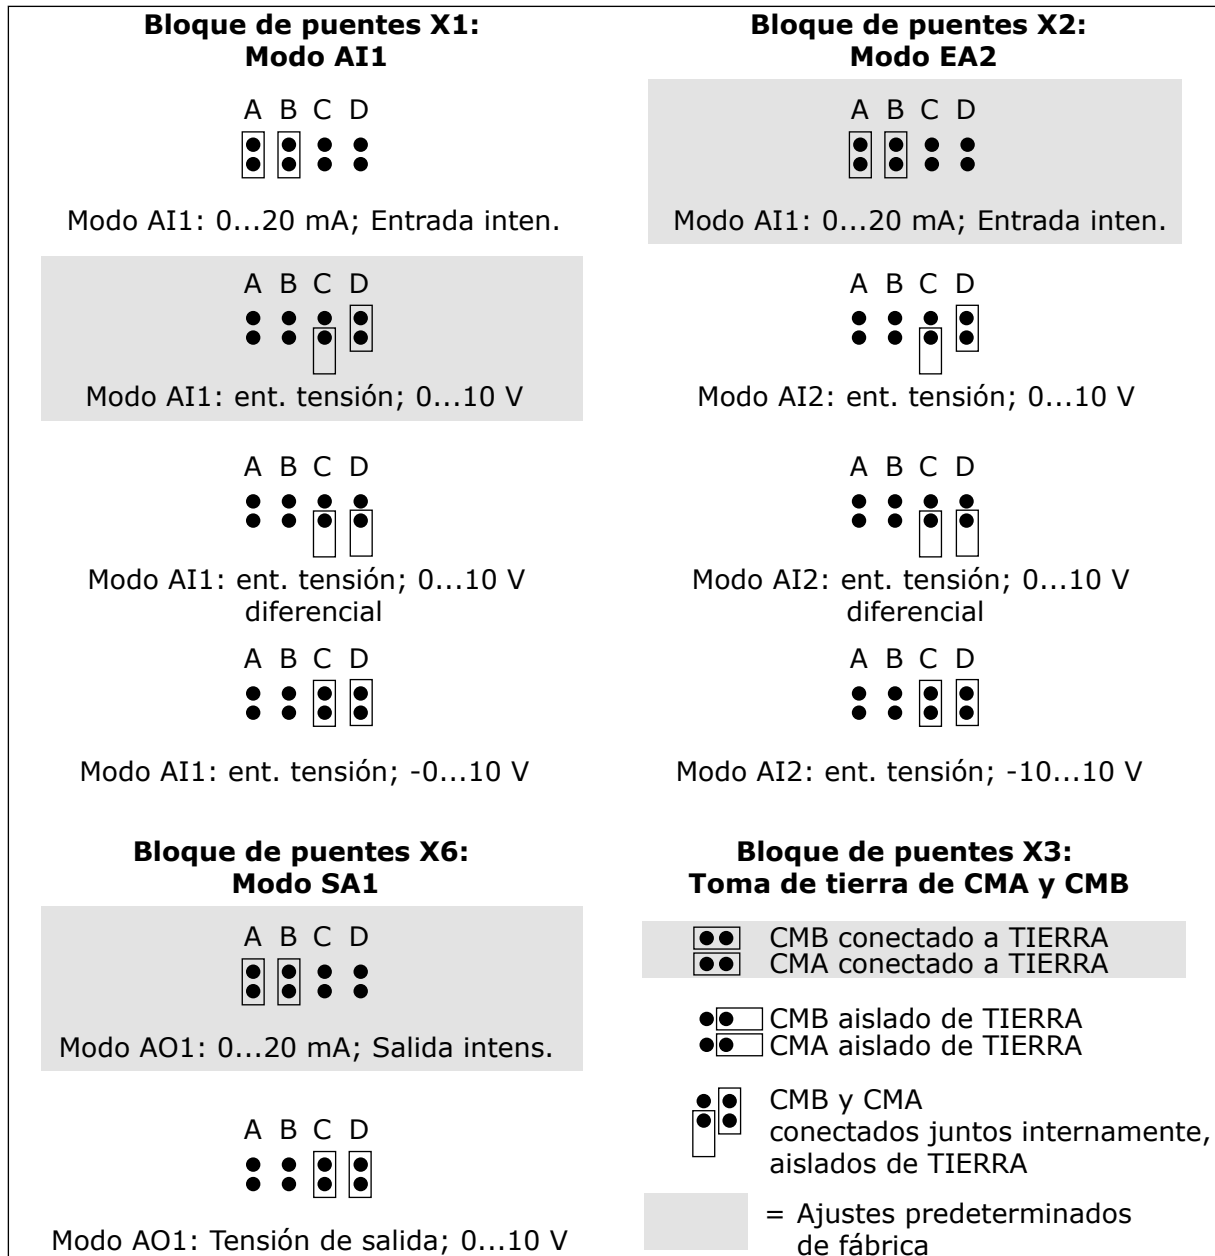 Bloque de puentes X1:
Modo AI1
A B C D
Modo AI1: 0...20 mA; Entrada inten.
A B C D
Modo AI1: ent. tensión; 0...10 V
A B C D
Modo AI1: ent. tensión; 0...10 V
diferencial
A B C D
Modo AI1: ent. tensión; -0...10 V
Bloque de puentes X2:
Modo EA2
A B C D
Modo AI1: 0...20 mA; Entrada inten.
A B C D
Modo AI2: ent. tensión; 0...10 V
A B C D
Modo AI2: ent. tensión; 0...10 V
diferencial
A B C D
Modo AI2: ent. tensión; -10...10 V
Bloque de puentes X6:
Modo SA1
A B C D
Modo AO1: 0...20 mA; Salida intens.
A B C D
Modo AO1: Tensión de salida; 0...10 V
Bloque de puentes X3:
Toma de tierra de CMA y CMB
CMB conectado a TIERRA
CMA conectado a TIERRA
CMB aislado de TIERRA
CMA aislado de TIERRA
CMB y CMA
conectados juntos internamente,
aislados de TIERRA
= Ajustes predeterminados
de fábrica